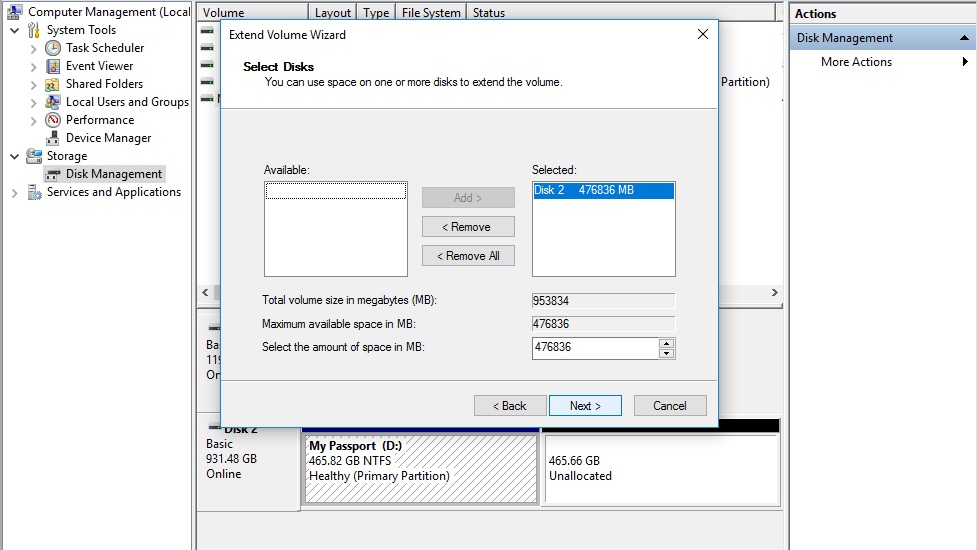 Computer Management (Local
System Tools
Task Scheduler
Event Viewer
Shared Folders
Local Users and Groups
Performance
Device Manager
Storage
Disk Management
Services and Applications
Volume Layout Type File System Status
Partition)
Extend Volume Wizard
Select Disks
You can use space on one or more disks to extend the volume.
Available:
Selected:
Disk 2 476836 MB
Add >
< Remove
< Remove All
Total volume size in megabytes (MB): 953834
Maximum available space in MB: 476836
Select the amount of space in MB: 476836
< Back Next > Cancel
Disk 2
Basic
931.48 GB
Online
My Passport (D:)
465.82 GB NTFS
Healthy (Primary Partition)
465.66 GB
Unallocated
Actions
Disk Management
More Actions